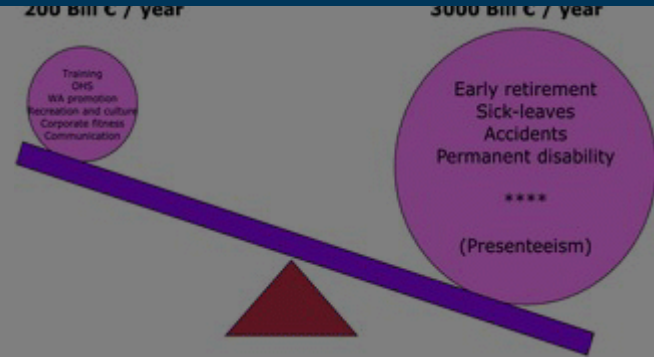 200 Bill € / year
3000 Bill € / year
Training
OHS
WA promotion
Recreation and culture
Corporate fitness
Communication
Early retirement
Sick-leaves
Accidents
Permanent disability
****
(Presenteeism)